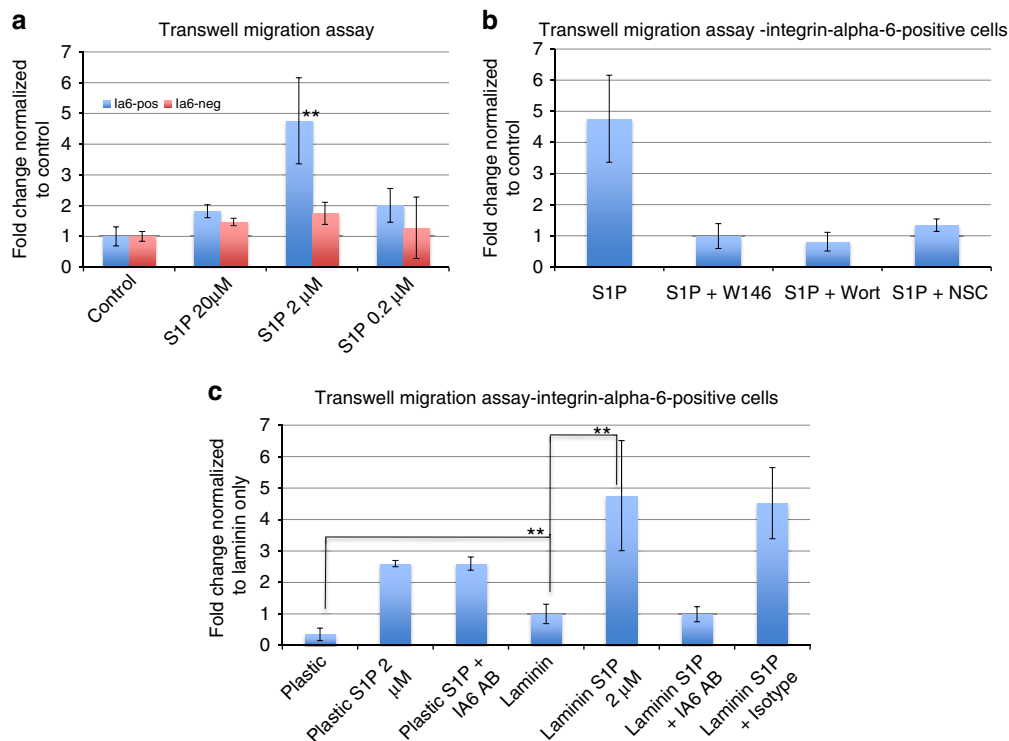 a
Transwell migration assay
Fold change normalized
to control
7
6
5
4
3
2
1
0
Ia6-pos Ia6-neg
**
Control
S1P 20μM
S1P 2 μM
S1P 0.2 μM
b
Transwell migration assay -integrin-alpha-6-positive cells
Fold change normalized
to control
7
6
5
4
3
2
1
0
S1P
S1P + W146
S1P + Wort
S1P + NSC
c
Transwell migration assay-integrin-alpha-6-positive cells
Fold change normalized
to laminin only
7
6
5
4
3
2
1
0
**
**
Plastic
Plastic S1P 2
μM
Plastic S1P +
IA6 AB
Laminin
Laminin S1P
2 μM
Laminin S1P
+ IA6 AB
Laminin S1P
+ Isotype